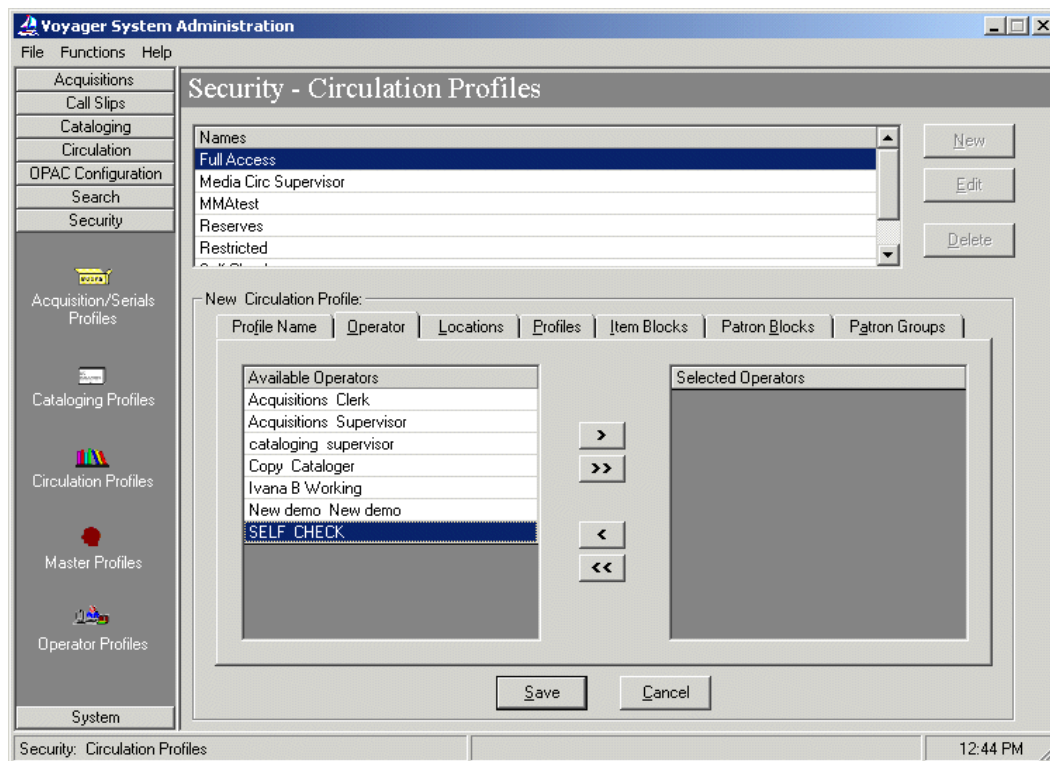 Voyager System Administration
File Functions Help
Acquisitions
Call Slips
Cataloging
Circulation
OPAC Configuration
Search
Security
Acquisition/Serials
Profiles
Cataloging Profiles
Circulation Profiles
Master Profiles
Operator Profiles
System
Security - Circulation Profiles
Names
Full Access
Media Circ Supervisor
MMAtest
Reserves
Restricted
New
Edit
Delete
New Circulation Profile:
Profile Name Operator Locations Profiles Item Blocks Patron Blocks Patron Groups
Available Operators
Acquisitions Clerk
Acquisitions Supervisor
cataloging supervisor
Copy Cataloger
Ivana B Working
New demo New demo
SELF CHECK
>
>>
<
<<
Selected Operators
Save Cancel
Security: Circulation Profiles
12:44 PM